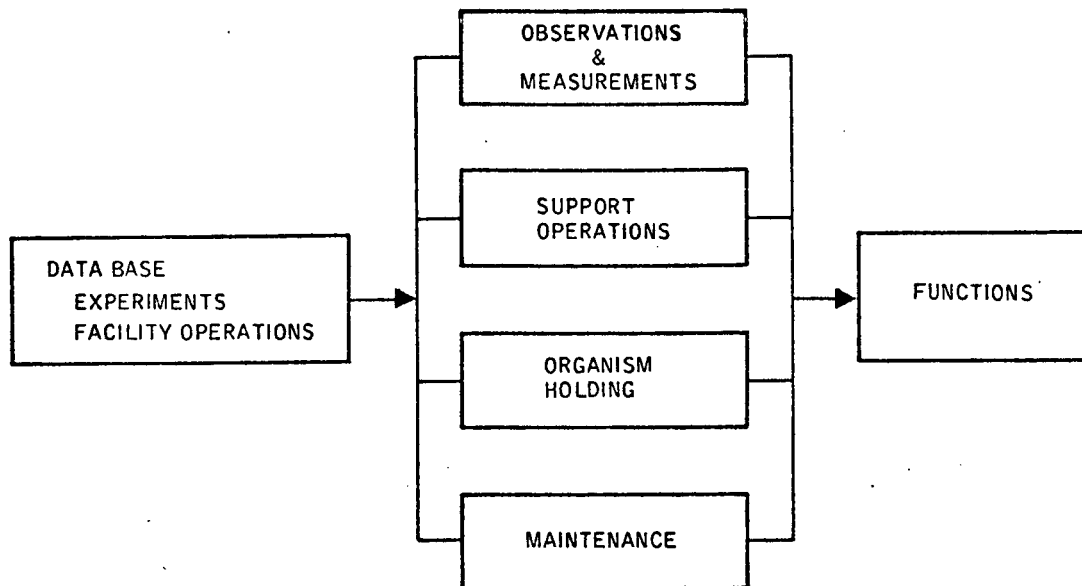 OBSERVATIONS
&
MEASUREMENTS
SUPPORT
OPERATIONS
DATA BASE
EXPERIMENTS
FACILITY OPERATIONS
FUNCTIONS
ORGANISM
HOLDING
MAINTENANCE